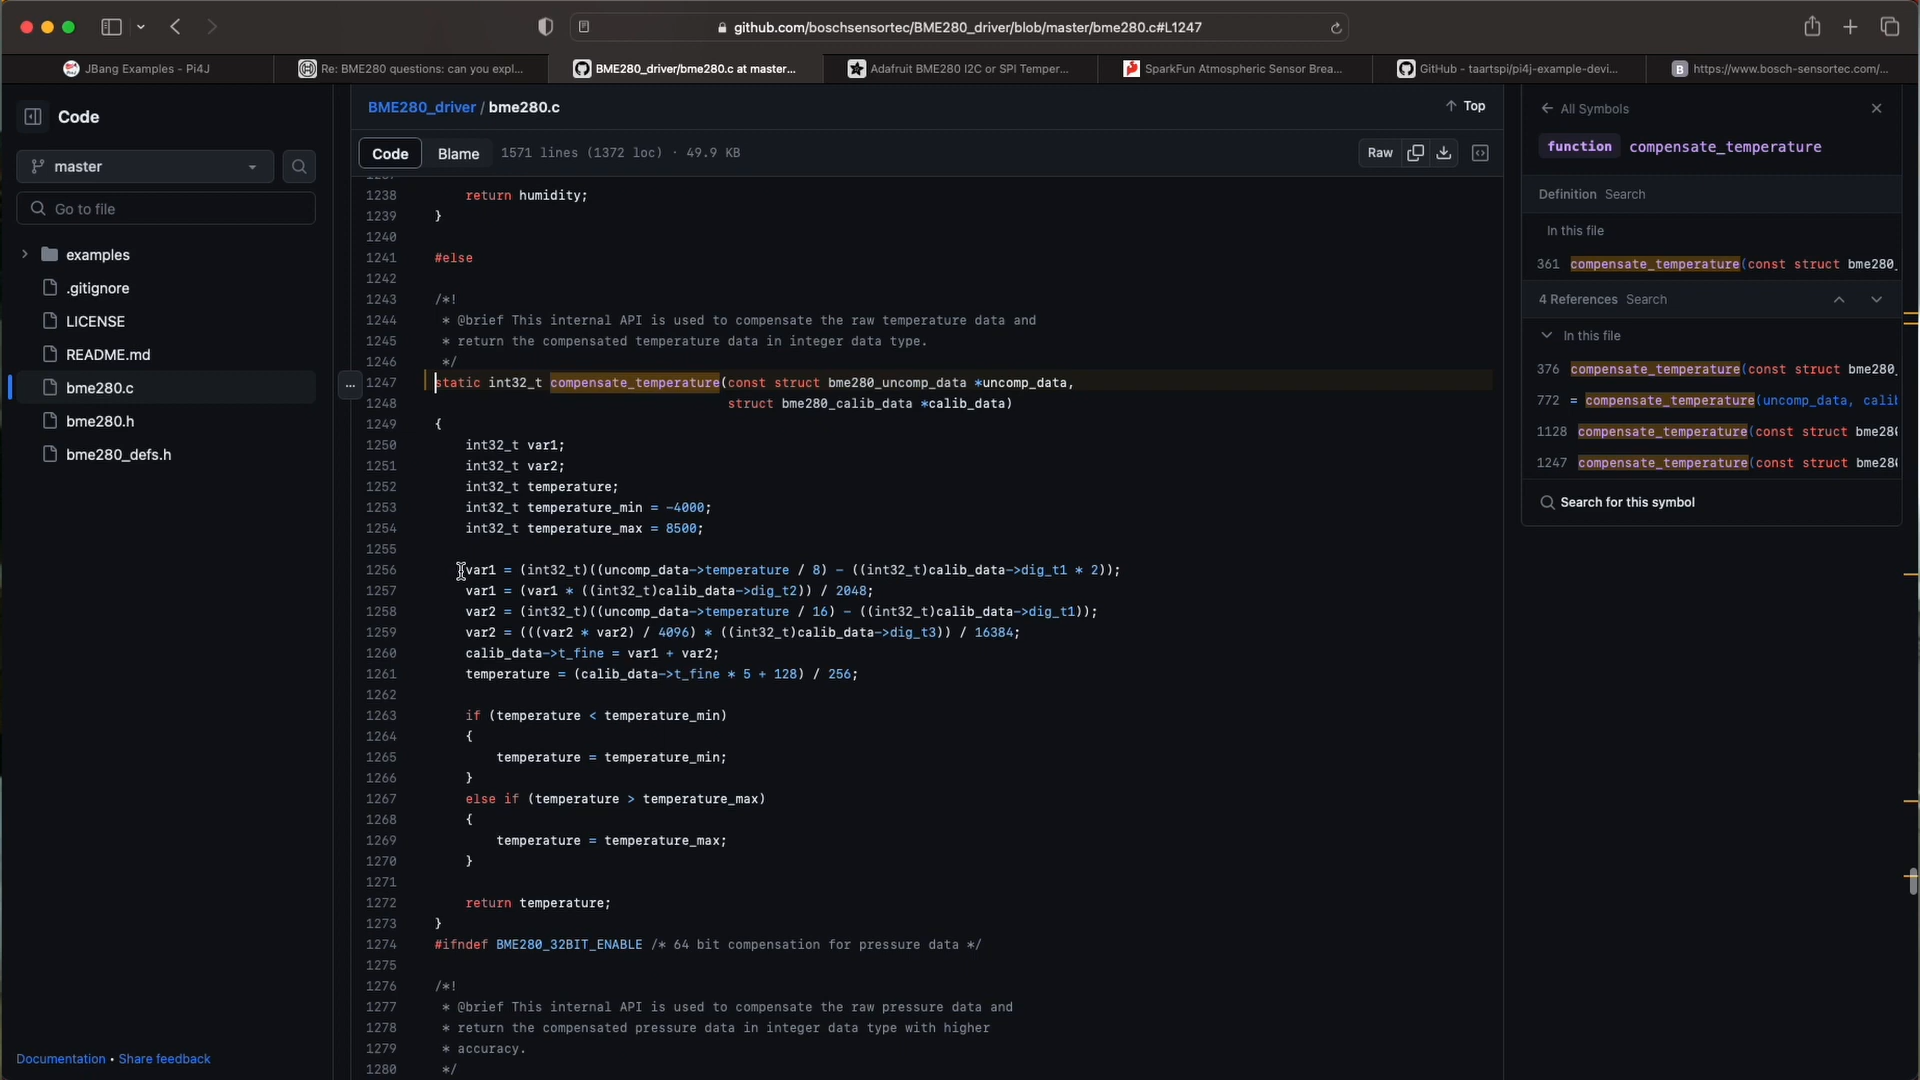 github.com/boschsensortec/BME280_driver/blob/master/bme280.c#L1247
JBang Examples - Pi4J
Re: BME280 questions: can you expl...
BME280_driver/bme280.c at master...
Adafruit BME280 I2C or SPI Temper...
SparkFun Atmospheric Sensor Brea...
GitHub - taartspi/pi4j-example-devi...
https://www.bosch-sensortec.com/...
Code
master
Go to file
examples
.gitignore
LICENSE
README.md
bme280.c
bme280.h
bme280_defs.h
Documentation • Share feedback
BME280_driver / bme280.c
Top
Code Blame 1571 lines (1372 loc) · 49.9 KB
Raw
1238 return humidity;
1239 }
1240
1241 #else
1242
1243 /*!
1244 * @brief This internal API is used to compensate the raw temperature data and
1245 * return the compensated temperature data in integer data type.
1246 */
1247 static int32_t compensate_temperature(const struct bme280_uncomp_data *uncomp_data,
1248 struct bme280_calib_data *calib_data)
1249 {
1250 int32_t var1;
1251 int32_t var2;
1252 int32_t temperature;
1253 int32_t temperature_min = -4000;
1254 int32_t temperature_max = 8500;
1255
1256 var1 = (int32_t)((uncomp_data->temperature / 8) - ((int32_t)calib_data->dig_t1 * 2));
1257 var1 = (var1 * ((int32_t)calib_data->dig_t2)) / 2048;
1258 var2 = (int32_t)((uncomp_data->temperature / 16) - ((int32_t)calib_data->dig_t1));
1259 var2 = (((var2 * var2) / 4096) * ((int32_t)calib_data->dig_t3)) / 16384;
1260 calib_data->t_fine = var1 + var2;
1261 temperature = (calib_data->t_fine * 5 + 128) / 256;
1262
1263 if (temperature < temperature_min)
1264 {
1265 temperature = temperature_min;
1266 }
1267 else if (temperature > temperature_max)
1268 {
1269 temperature = temperature_max;
1270 }
1271
1272 return temperature;
1273 }
1274 #ifndef BME280_32BIT_ENABLE /* 64 bit compensation for pressure data */
1275
1276 /*!
1277 * @brief This internal API is used to compensate the raw pressure data and
1278 * return the compensated pressure data in integer data type with higher
1279 * accuracy.
1280 */
All Symbols
function compensate_temperature
Definition Search
In this file
361 compensate_temperature(const struct bme280_
4 References Search
In this file
376 compensate_temperature(const struct bme280_
772 = compensate_temperature(uncomp_data, calib
1128 compensate_temperature(const struct bme280
1247 compensate_temperature(const struct bme280
Search for this symbol